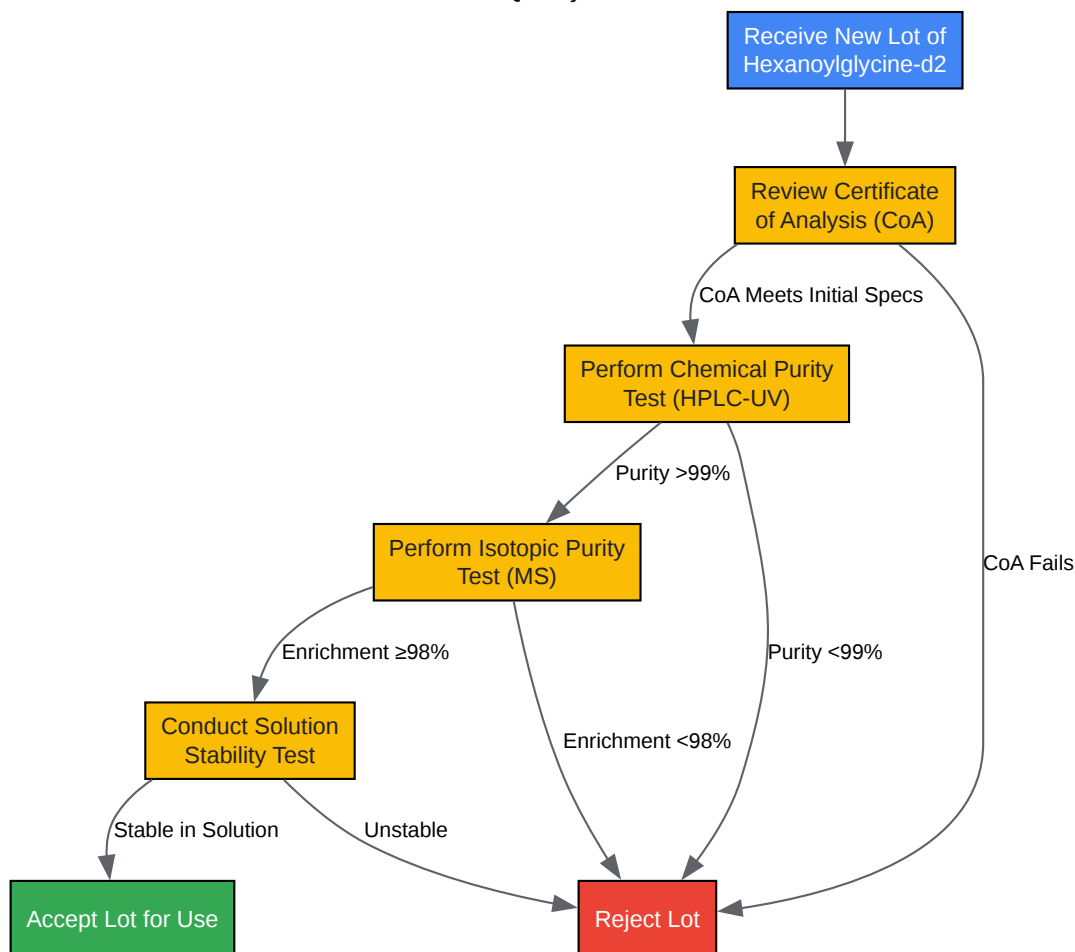 Receive New Lot of
Hexanoylglycine-d2
Review Certificate
of Analysis (CoA)
CoA Meets Initial Specs
Perform Chemical Purity
Test (HPLC-UV)
Purity >99%
Perform Isotopic Purity
Test (MS)
CoA Fails
Enrichment ≥98%
Purity <99%
Conduct Solution
Stability Test
Enrichment <98%
Stable in Solution
Unstable
Accept Lot for Use
Reject Lot